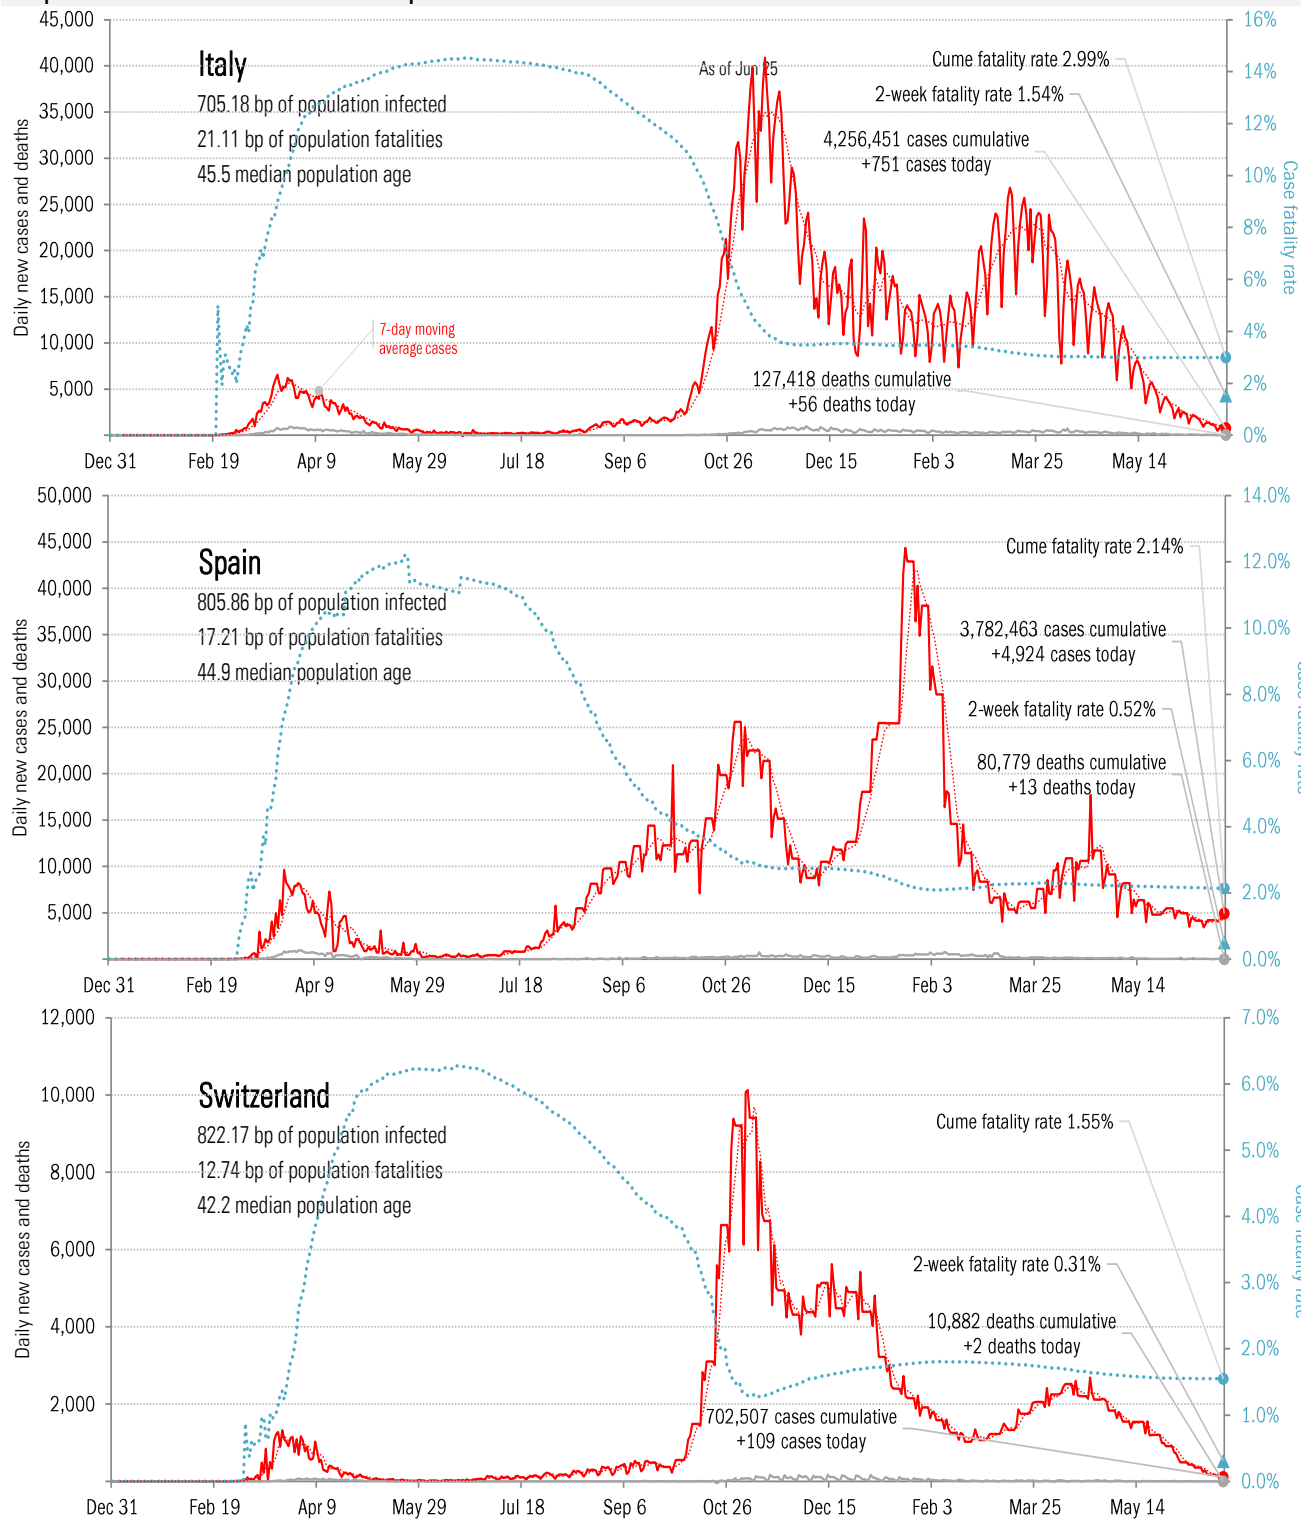 45,000
40,000
35,000
30,000
25,000
20,000
15,000
10,000
5,000
Daily new cases and deaths
Italy
705.18 bp of population infected
21.11 bp of population fatalities
45.5 median population age
As of Jun 25
Cume fatality rate 2.99%
2-week fatality rate 1.54%
4,256,451 cases cumulative
+751 cases today
7-day moving
average cases
127,418 deaths cumulative
+56 deaths today
16%
14%
12%
10%
8%
6%
4%
2%
0%
Case fatality rate
Dec 31 Feb 19 Apr 9 May 29 Jul 18 Sep 6 Oct 26 Dec 15 Feb 3 Mar 25 May 14
50,000
45,000
40,000
35,000
30,000
25,000
20,000
15,000
10,000
5,000
Daily new cases and deaths
Spain
805.86 bp of population infected
17.21 bp of population fatalities
44.9 median population age
Cume fatality rate 2.14%
3,782,463 cases cumulative
+4,924 cases today
2-week fatality rate 0.52%
80,779 deaths cumulative
+13 deaths today
14.0%
12.0%
10.0%
8.0%
6.0%
4.0%
2.0%
0.0%
Dec 31 Feb 19 Apr 9 May 29 Jul 18 Sep 6 Oct 26 Dec 15 Feb 3 Mar 25 May 14
12,000
10,000
8,000
6,000
4,000
2,000
Daily new cases and deaths
Switzerland
822.17 bp of population infected
12.74 bp of population fatalities
42.2 median population age
Cume fatality rate 1.55%
2-week fatality rate 0.31%
10,882 deaths cumulative
+2 deaths today
702,507 cases cumulative
+109 cases today
7.0%
6.0%
5.0%
4.0%
3.0%
2.0%
1.0%
0.0%
Dec 31 Feb 19 Apr 9 May 29 Jul 18 Sep 6 Oct 26 Dec 15 Feb 3 Mar 25 May 14